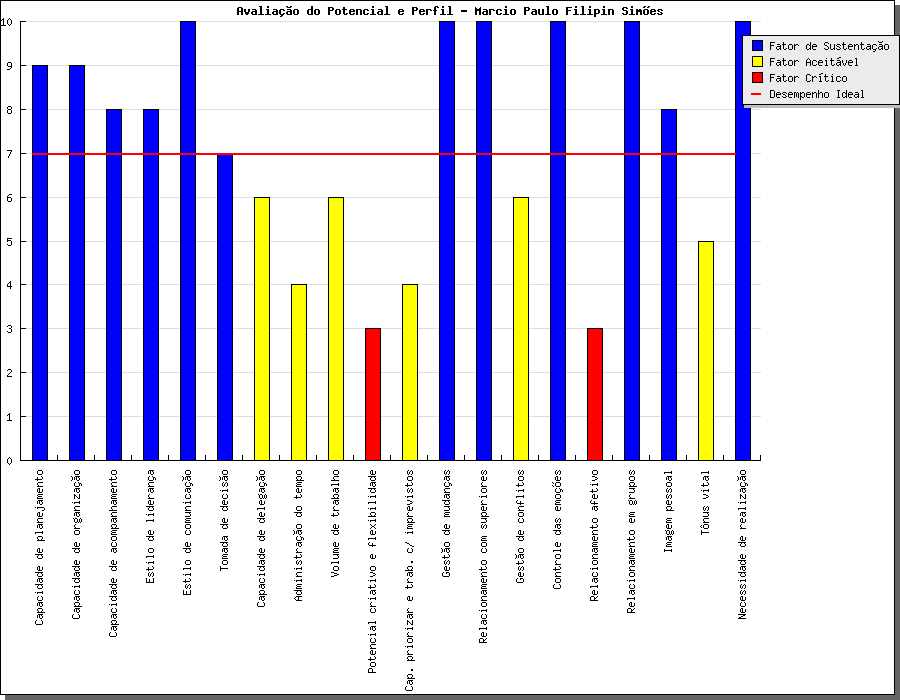 Avaliação do Potencial e Perfil - Marcio Paulo Filipin Simões
Fator de Sustentação
Fator Aceitável
Fator Crítico
Desempenho Ideal
10
9
8
7
6
5
4
3
2
1
0
Capacidade de planejamento
Capacidade de organização
Capacidade de acompanhamento
Estilo de liderança
Estilo de comunicação
Tomada de decisão
Capacidade de delegação
Administração do tempo
Volume de trabalho
Potencial criativo e flexibilidade
Cap. priorizar e trab. c/ imprevistos
Gestão de mudanças
Relacionamento com superiores
Gestão de conflitos
Controle das emoções
Relacionamento afetivo
Relacionamento em grupos
Imagem pessoal
Tônus vital
Necessidade de realização